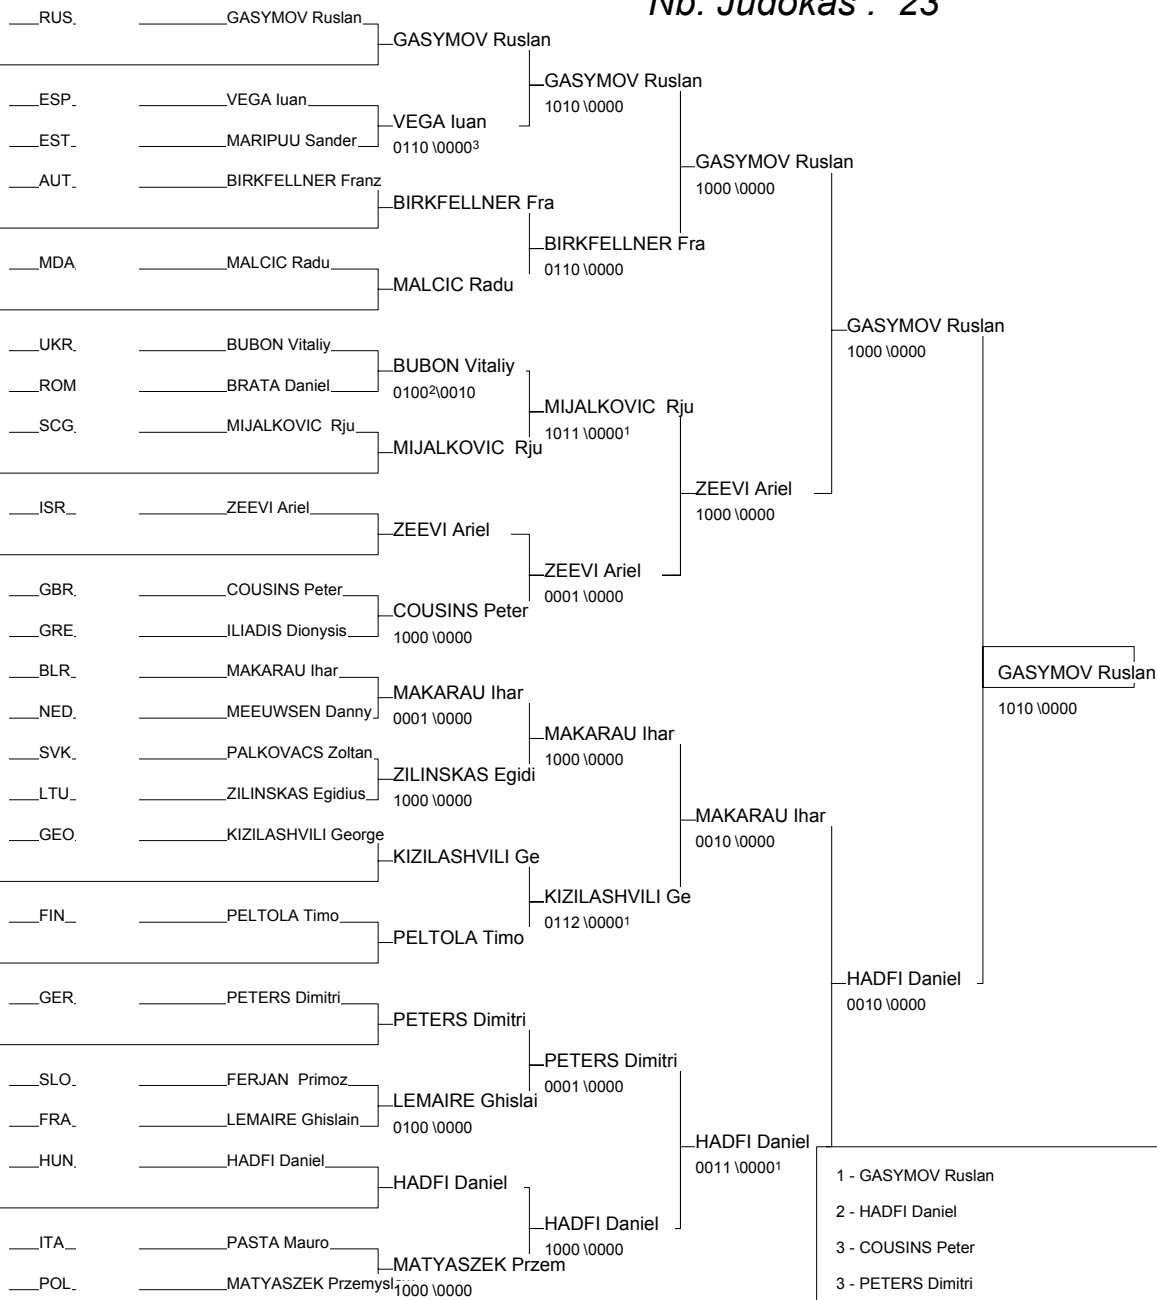 Nb. Judokas : 23
RUS GASYMOV Ruslan
GASYMOV Ruslan
GASYMOV Ruslan
1010 \0000
ESP VEGA Iuan
VEGA Iuan
0110 \0000³
EST MARIPUU Sander
GASYMOV Ruslan
1000 \0000
AUT BIRKFELLNER Franz
BIRKFELLNER Fra
BIRKFELLNER Fra
0110 \0000
MDA MALCIC Radu
MALCIC Radu
GASYMOV Ruslan
1000 \0000
UKR BUBON Vitaliy
BUBON Vitaliy
0100²\0010
ROM BRATA Daniel
MIJALKOVIC Rju
1011 \0000¹
SCG MIJALKOVIC Rju
MIJALKOVIC Rju
ZEEVI Ariel
1000 \0000
ISR ZEEVI Ariel
ZEEVI Ariel
ZEEVI Ariel
0001 \0000
GBR COUSINS Peter
COUSINS Peter
1000 \0000
GRE ILIADIS Dionysis
GASYMOV Ruslan
1010 \0000
BLR MAKARAU Ihar
MAKARAU Ihar
0001 \0000
NED MEEUWSEN Danny
MAKARAU Ihar
1000 \0000
SVK PALKOVACS Zoltan
ZILINSKAS Egidi
1000 \0000
LTU ZILINSKAS Egidius
MAKARAU Ihar
0010 \0000
GEO KIZILASHVILI George
KIZILASHVILI Ge
KIZILASHVILI Ge
0112 \0000¹
FIN PELTOLA Timo
PELTOLA Timo
HADFI Daniel
0010 \0000
GER PETERS Dimitri
PETERS Dimitri
PETERS Dimitri
0001 \0000
SLO FERJAN Primoz
LEMAIRE Ghislai
0100 \0000
FRA LEMAIRE Ghislain
HADFI Daniel
0011 \0000¹
HUN HADFI Daniel
HADFI Daniel
HADFI Daniel
1000 \0000
ITA PASTA Mauro
MATYASZEK Przem
1000 \0000
POL MATYASZEK Przemysl
1 - GASYMOV Ruslan
2 - HADFI Daniel
3 - COUSINS Peter
3 - PETERS Dimitri